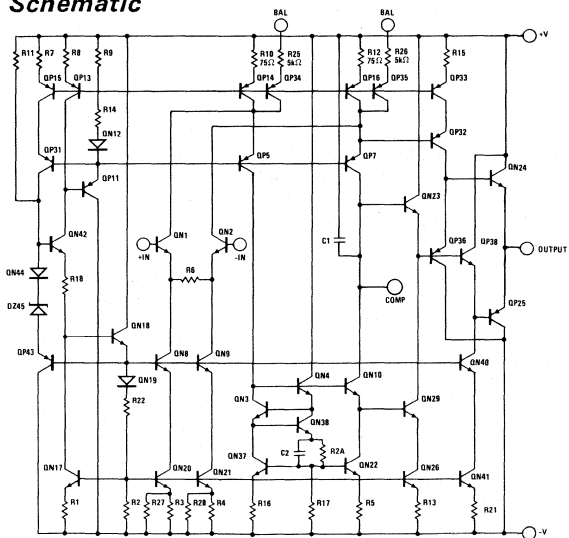 Schematic
BAL
BAL
+V
R11
R7
R8
R9
R10
75Ω
R25
5kΩ
R12
75Ω
R26
5kΩ
R15
QP15
QP13
QP14
QP34
QP16
QP35
QP33
R14
QN12
QP32
QP31
QP5
QP7
QN24
QP11
QN23
QN42
QN1
QN2
C1
QP36
QP38
OUTPUT
+IN
-IN
QN44
R18
R6
COMP
QP25
DZ45
QN18
QP43
QN8
QN9
QN4
QN10
QN40
QN19
QN3
QN38
QN29
R22
QN37
C2
R2A
QN17
QN20
QN21
QN22
QN26
QN41
R1
R2
R27
R3
R28
R4
R16
R17
R5
R13
R21
-V